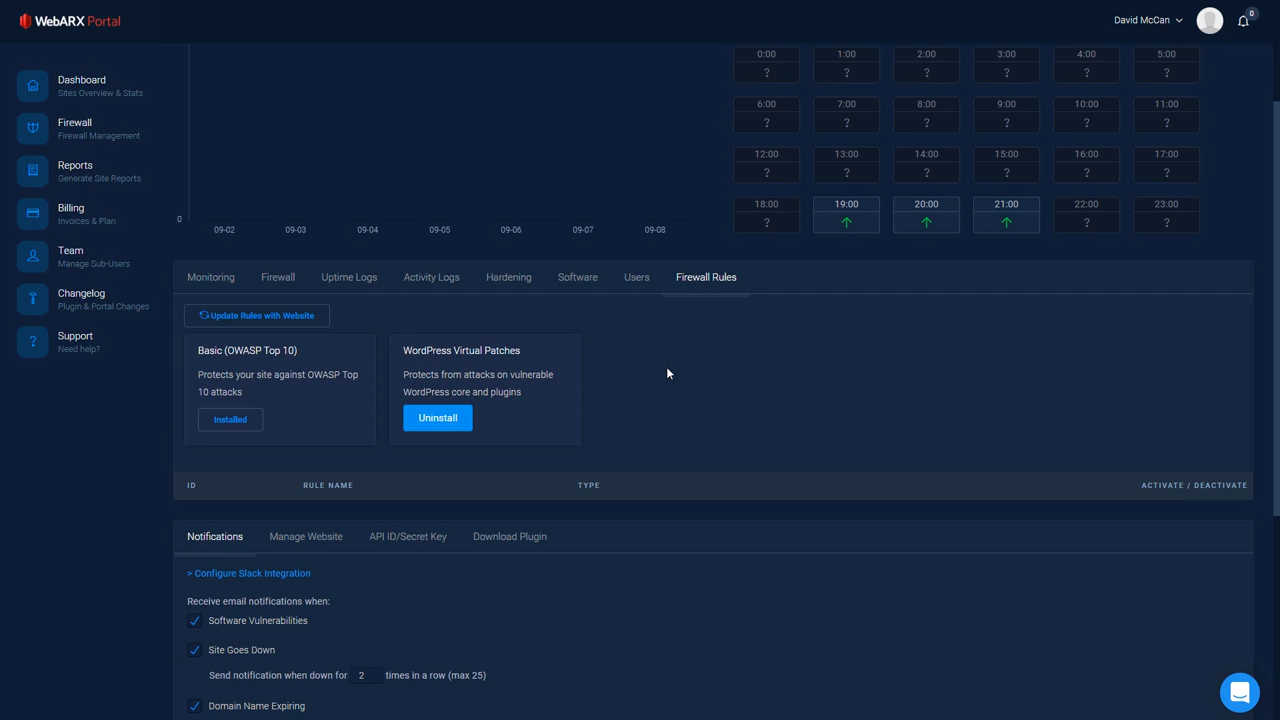 WebARX Portal
David McCan
0
Dashboard
Sites Overview & Stats
Firewall
Firewall Management
Reports
Generate Site Reports
Billing
Invoices & Plan
Team
Manage Sub-Users
Changelog
Plugin & Portal Changes
Support
Need help?
0
09-02 09-03 09-04 09-05 09-06 09-07 09-08
0:00 1:00 2:00 3:00 4:00 5:00
? ? ? ? ? ?
6:00 7:00 8:00 9:00 10:00 11:00
? ? ? ? ? ?
12:00 13:00 14:00 15:00 16:00 17:00
? ? ? ? ? ?
18:00 19:00 20:00 21:00 22:00 23:00
? ↑ ↑ ↑ ? ?
Monitoring Firewall Uptime Logs Activity Logs Hardening Software Users Firewall Rules
Update Rules with Website
Basic (OWASP Top 10)
Protects your site against OWASP Top
10 attacks
Installed
WordPress Virtual Patches
Protects from attacks on vulnerable
WordPress core and plugins
Uninstall
ID RULE NAME TYPE ACTIVATE / DEACTIVATE
Notifications Manage Website API ID/Secret Key Download Plugin
> Configure Slack Integration
Receive email notifications when:
Software Vulnerabilities
Site Goes Down
Send notification when down for 2 times in a row (max 25)
Domain Name Expiring